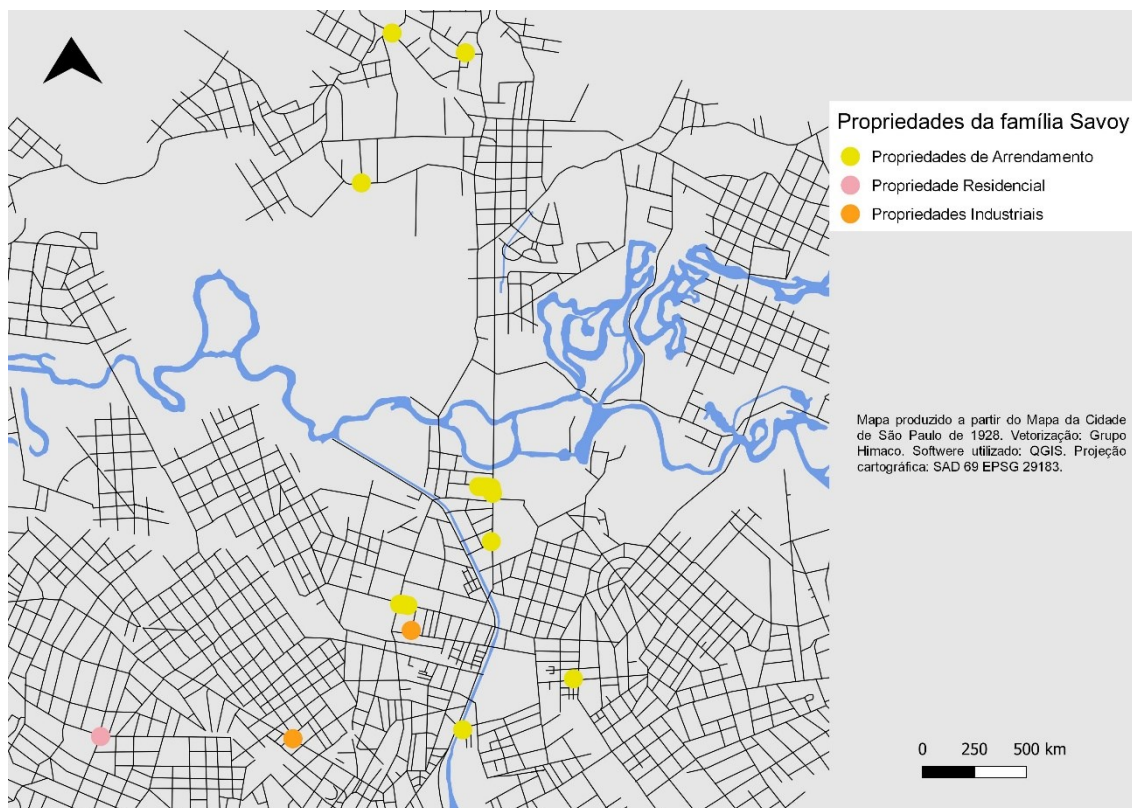 Propriedades da família Savoy
Propriedades de Arrendamento
Propriedade Residencial
Propriedades Industriais
Mapa produzido a partir do Mapa da Cidade
de São Paulo de 1928. Vetorização: Grupo
Himaco. Softwere utilizado: QGIS. Projeção
cartográfica: SAD 69 EPSG 29183.
0 250 500 km